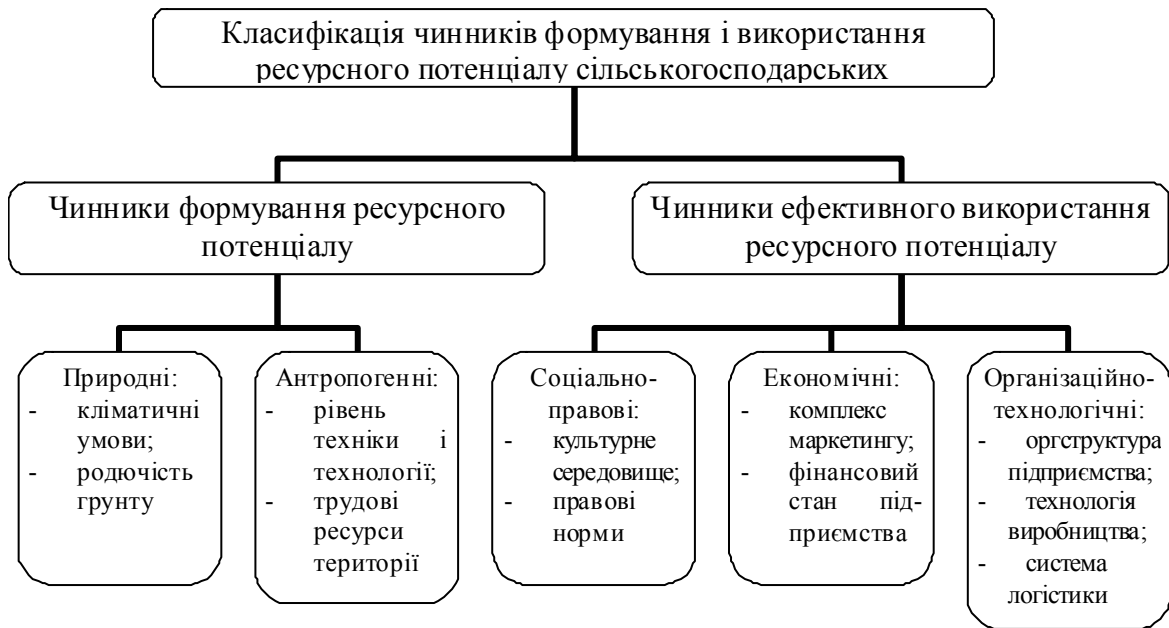 Класифікація чинників формування і використання
ресурсного потенціалу сільськогосподарських
Чинники формування ресурсного
потенціалу
Чинники ефективного використання
ресурсного потенціалу
Природні:
- кліматичні
умови;
- родючість
грунту
Антропогенні:
- рівень
техніки і
технології;
- трудові
ресурси
території
Соціально-
правові:
- культурне
середовище;
- правові
норми
Економічні:
- комплекс
маркетингу;
- фінансовий
стан під-
приємства
Організаційно-
технологічні:
- оргструктура
підприємства;
- технологія
виробництва;
- система
логістики